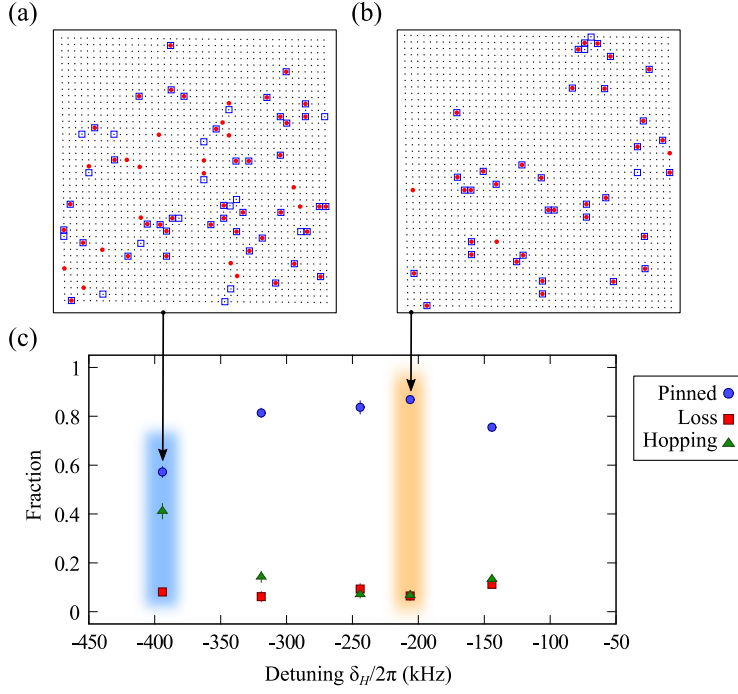 (a)
(b)
(c)
1
0.8
0.6
0.4
0.2
0
Fraction
-450 -400 -350 -300 -250 -200 -150 -100 -50
Detuning δH/2π (kHz)
Pinned
Loss
Hopping